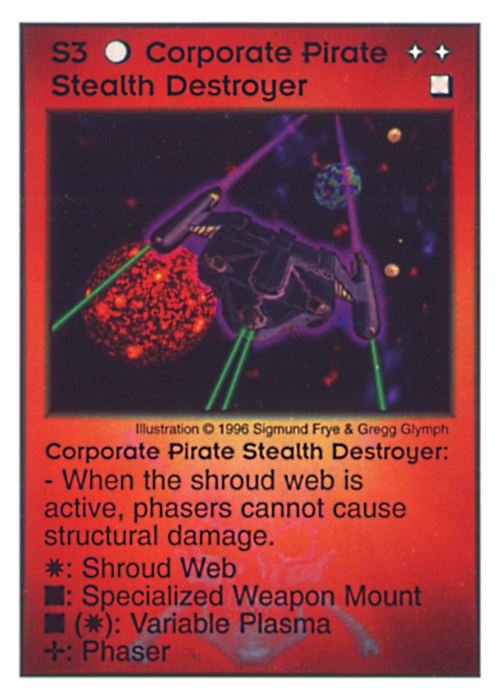 S3 Corporate Pirate
Stealth Destroyer
Illustration © 1996 Sigmund Frye & Gregg Glymph
Corporate Pirate Stealth Destroyer:
- When the shroud web is
active, phasers cannot cause
structural damage.
✷: Shroud Web
■: Specialized Weapon Mount
■ (✷): Variable Plasma
✢: Phaser